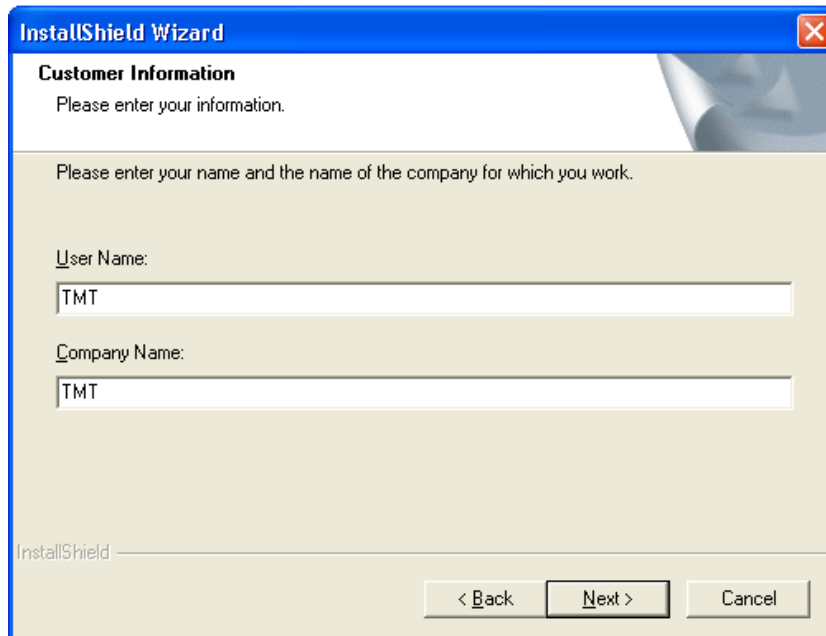 InstallShield Wizard
Customer Information
Please enter your information.
Please enter your name and the name of the company for which you work.
User Name:
TMT
Company Name:
TMT
InstallShield
< Back Next > Cancel